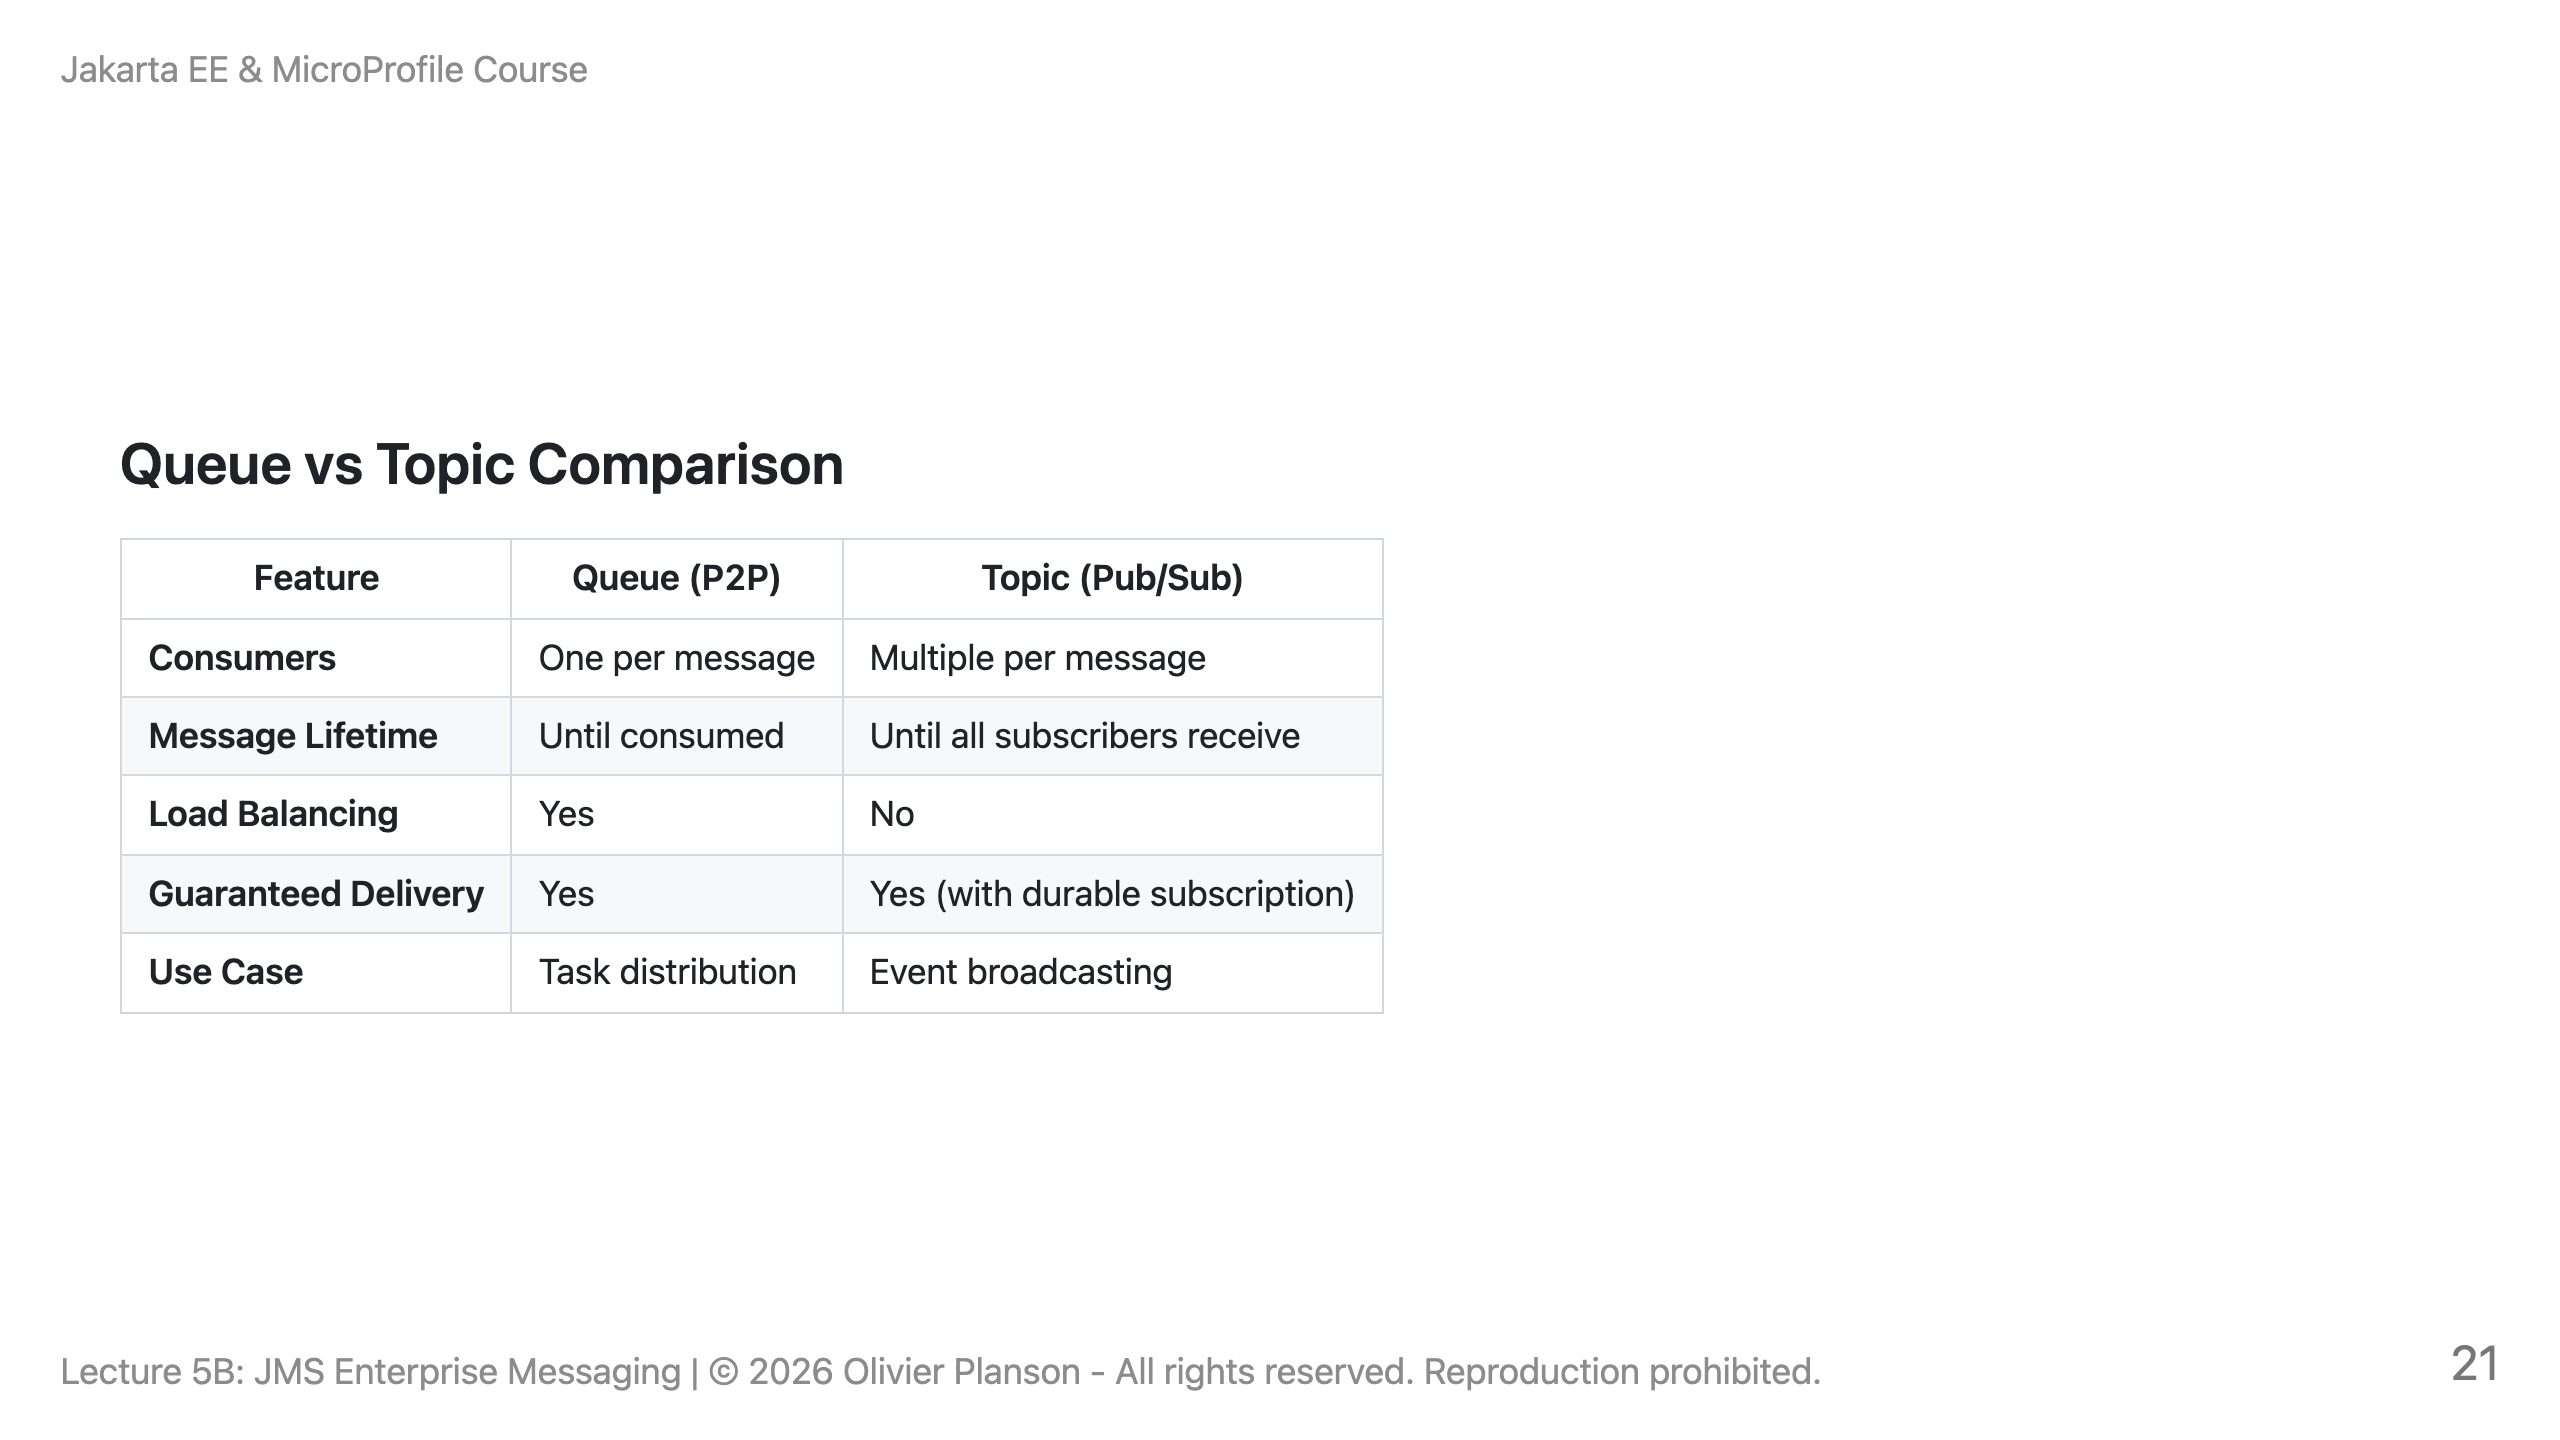 Jakarta EE & MicroProfile Course
Queue vs Topic Comparison
Feature Queue (P2P) Topic (Pub/Sub)
Consumers One per message Multiple per message
Message Lifetime Until consumed Until all subscribers receive
Load Balancing Yes No
Guaranteed Delivery Yes Yes (with durable subscription)
Use Case Task distribution Event broadcasting
Lecture 5B: JMS Enterprise Messaging | © 2026 Olivier Planson - All rights reserved. Reproduction prohibited.
21